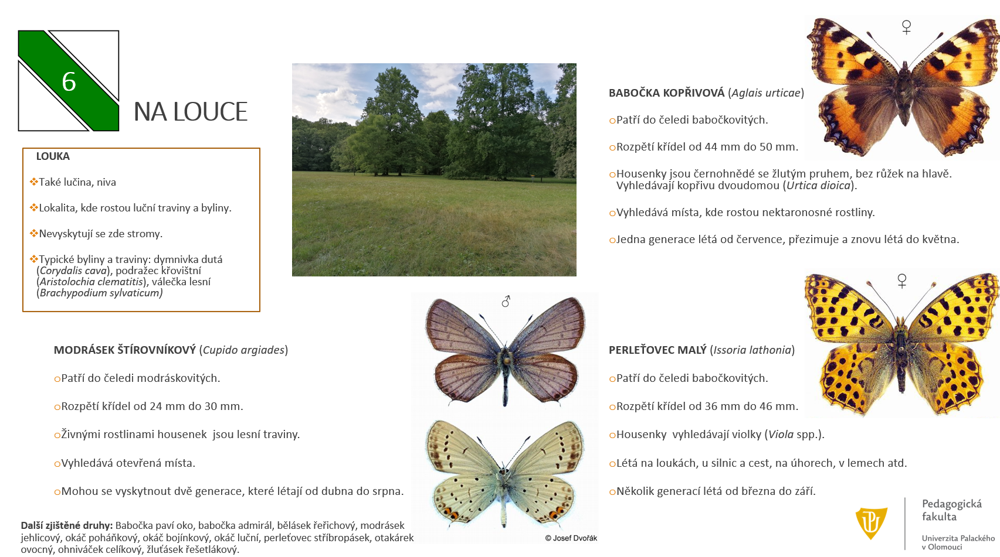 6
NA LOUCE
LOUKA
❖Také lučina, niva
❖Lokalita, kde rostou luční traviny a byliny.
❖Nevyskytují se zde stromy.
❖Typické byliny a traviny: dymnivka dutá
(Corydalis cava), podražec křovištní
(Aristolochia clematitis), válečka lesní
(Brachypodium sylvaticum)
♀
BABOČKA KOPŘIVOVÁ (Aglais urticae)
oPatří do čeledi babočkovitých.
oRozpětí křídel od 44 mm do 50 mm.
oHousenky jsou černohnědé se žlutým pruhem, bez růžek na hlavě.
Vyhledávají kopřivu dvoudomou (Urtica dioica).
oVyhledává místa, kde rostou nektaronosné rostliny.
oJedna generace létá od července, přezimuje a znovu létá do května.
MODRÁSEK ŠTÍROVNÍKOVÝ (Cupido argiades)
oPatří do čeledi modráskovitých.
oRozpětí křídel od 24 mm do 30 mm.
oŽivnými rostlinami housenek  jsou lesní traviny.
oVyhledává otevřená místa.
oMohou se vyskytnout dvě generace, které létají od dubna do srpna.
♂
© Josef Dvořák
♀
PERLEŤOVEC MALÝ (Issoria lathonia)
oPatří do čeledi babočkovitých.
oRozpětí křídel od 36 mm do 46 mm.
oHousenky  vyhledávají violky (Viola spp.).
oLétá na loukách, u silnic a cest, na úhorech, v lemech atd.
oNěkolik generací létá od března do září.
Další zjištěné druhy: Babočka paví oko, babočka admirál, bělásek řeřichový, modrásek
jehlicový, okáč poháňkový, okáč bojínkový, okáč luční, perleťovec stříbropásek, otakárek
ovocný, ohniváček celíkový, žluťásek řešetlákový.
UP
Pedagogická
fakulta
Univerzita Palackého
v Olomouci